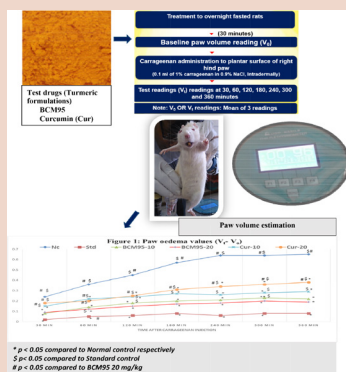 Treatment to overnight fasted rats
(30 minutes)
Baseline paw volume reading (V₀)
Carrageenan administration to plantar surface of right
hind paw
(0.1 ml of 1% carrageenan in 0.9% NaCl, intradermally)
Test readings (Vₜ) readings at 30, 60, 120, 180, 240, 300
and 360 minutes
Note: V₀ OR Vₜ readings: Mean of 3 readings
Test drugs (Turmeric
formulations)
BCM95
Curcumin (Cur)
Paw volume estimation
Figure 1: Paw oedema values (Vₜ- V₀)
Nc Std BCM95-10 BCM95-20 Cur-10 Cur-20
* p < 0.05 compared to Normal control respectively
$ p < 0.05 compared to Standard control
# p < 0.05 compared to BCM95 20 mg/kg